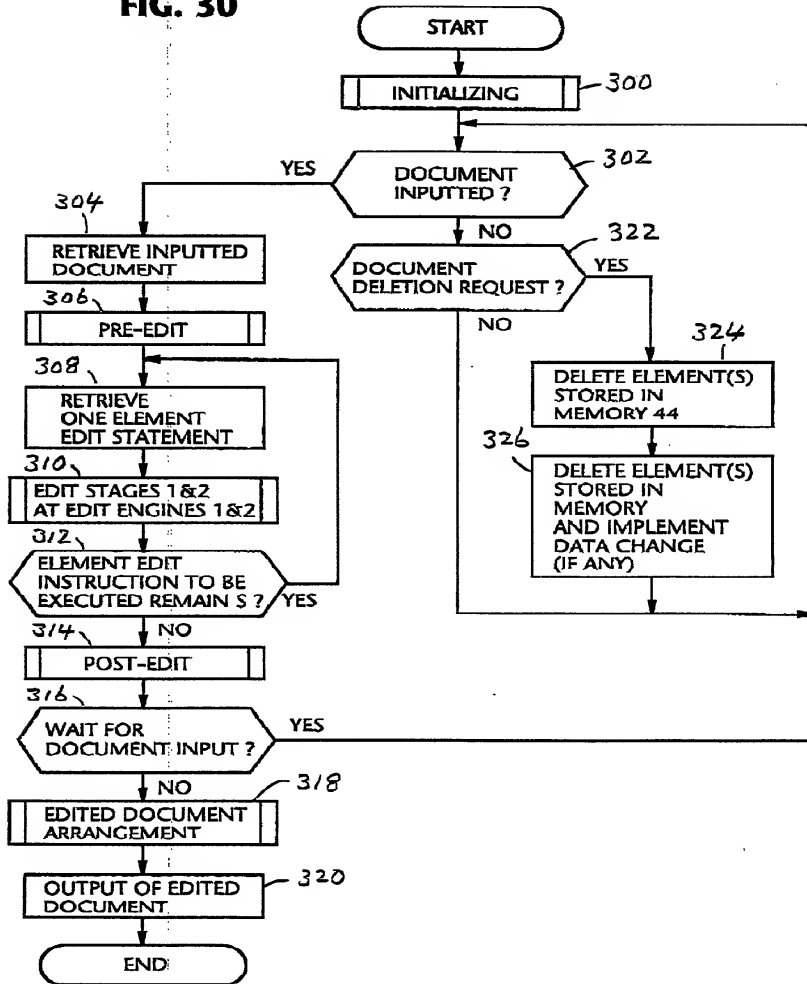 FIG. 30
START
INITIALIZING
300
DOCUMENT
INPUTTED ?
302
YES
NO
304
RETRIEVE INPUTTED
DOCUMENT
306
PRE-EDIT
308
RETRIEVE
ONE ELEMENT
EDIT STATEMENT
310
EDIT STAGES 1&2
AT EDIT ENGINES 1&2
312
ELEMENT EDIT
INSTRUCTION TO BE
EXECUTED REMAIN S ?
YES
NO
314
POST-EDIT
316
WAIT FOR
DOCUMENT INPUT ?
YES
NO
318
EDITED DOCUMENT
ARRANGEMENT
320
OUTPUT OF EDITED
DOCUMENT
END
322
DOCUMENT
DELETION REQUEST ?
YES
NO
324
DELETE ELEMENT(S)
STORED IN
MEMORY 44
326
DELETE ELEMENT(S)
STORED IN
MEMORY
AND IMPLEMENT
DATA CHANGE
(IF ANY)